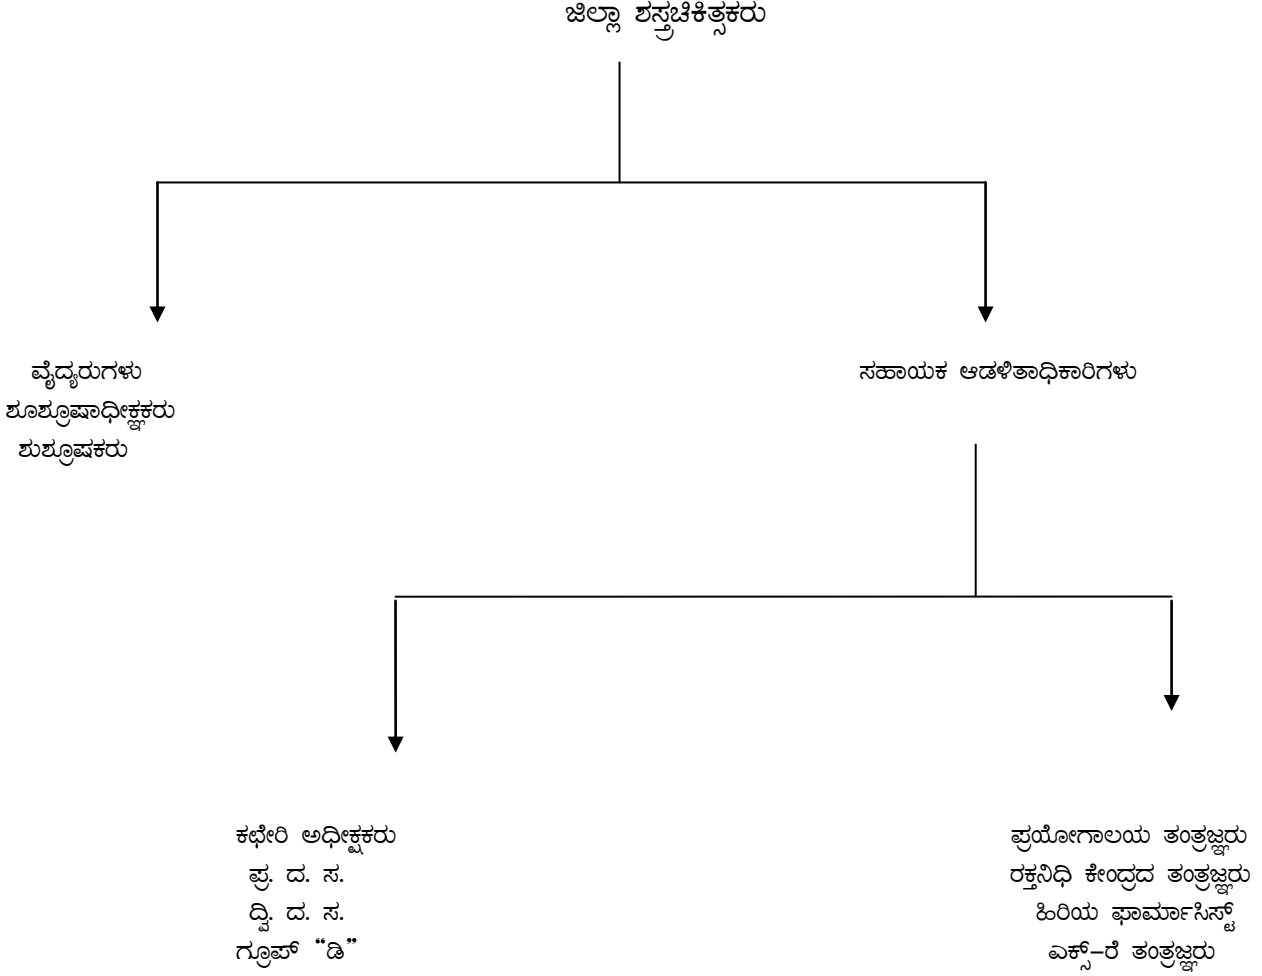 ಜಿಲ್ಲಾ ಶಸ್ತ್ರಚಿಕಿತ್ಸಕರು
ವೈದ್ಯರುಗಳು
ಶೂಶ್ರೂಷಾಧೀಕ್ಞಕರು
ಶುಶ್ರೂಷಕರು
ಸಹಾಯಕ ಆಡಳಿತಾಧಿಕಾರಿಗಳು
ಕಛೇರಿ ಅಧೀಕ್ಷಕರು
ಪ್ರ. ದ. ಸ.
ದ್ವಿ. ದ. ಸ.
ಗ್ರೂಪ್ “ಡಿ”
ಪ್ರಯೋಗಾಲಯ ತಂತ್ರಜ್ಞರು
ರಕ್ತನಿಧಿ ಕೇಂದ್ರದ ತಂತ್ರಜ್ಞರು
ಹಿರಿಯ ಫಾರ್ಮಾಸಿಸ್ಟ್
ಎಕ್ಸ್–ರೆ ತಂತ್ರಜ್ಞರು